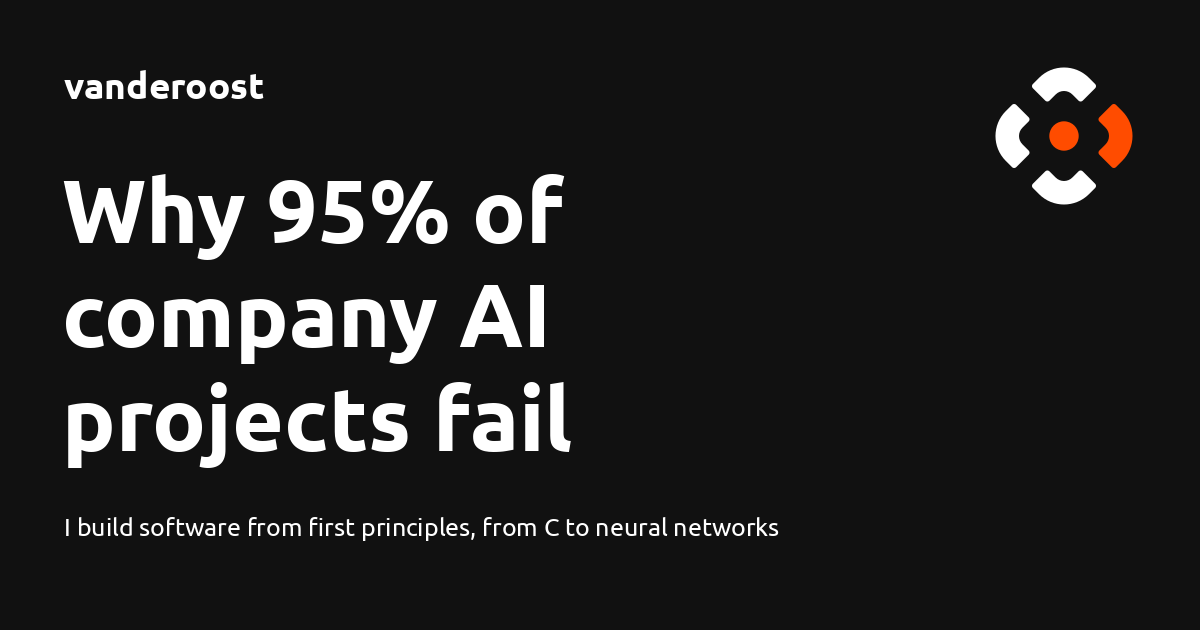 vanderoost
Why 95% of
company AI
projects fail
I build software from first principles, from C to neural networks